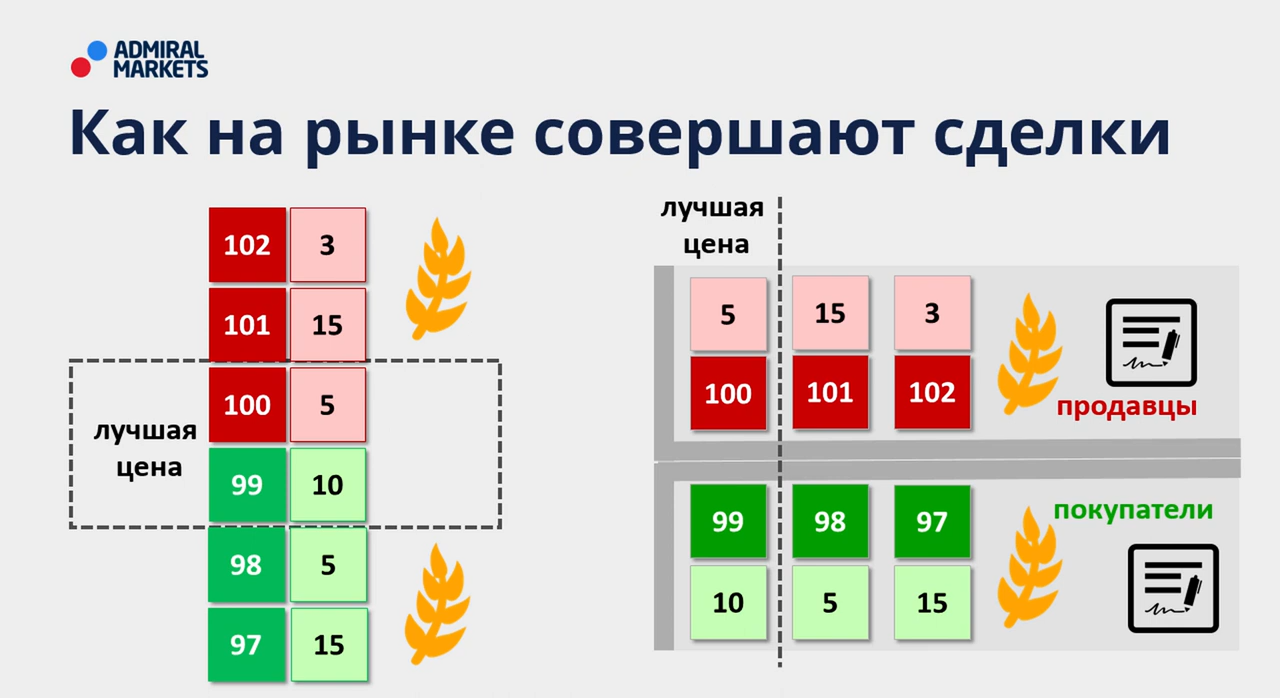 ADMIRAL
MARKETS
Как на рынке совершают сделки
102 3
101 15
100 5
лучшая
цена
99 10
98 5
97 15
лучшая
цена
5 15 3
100 101 102
продавцы
99 98 97
покупатели
10 5 15